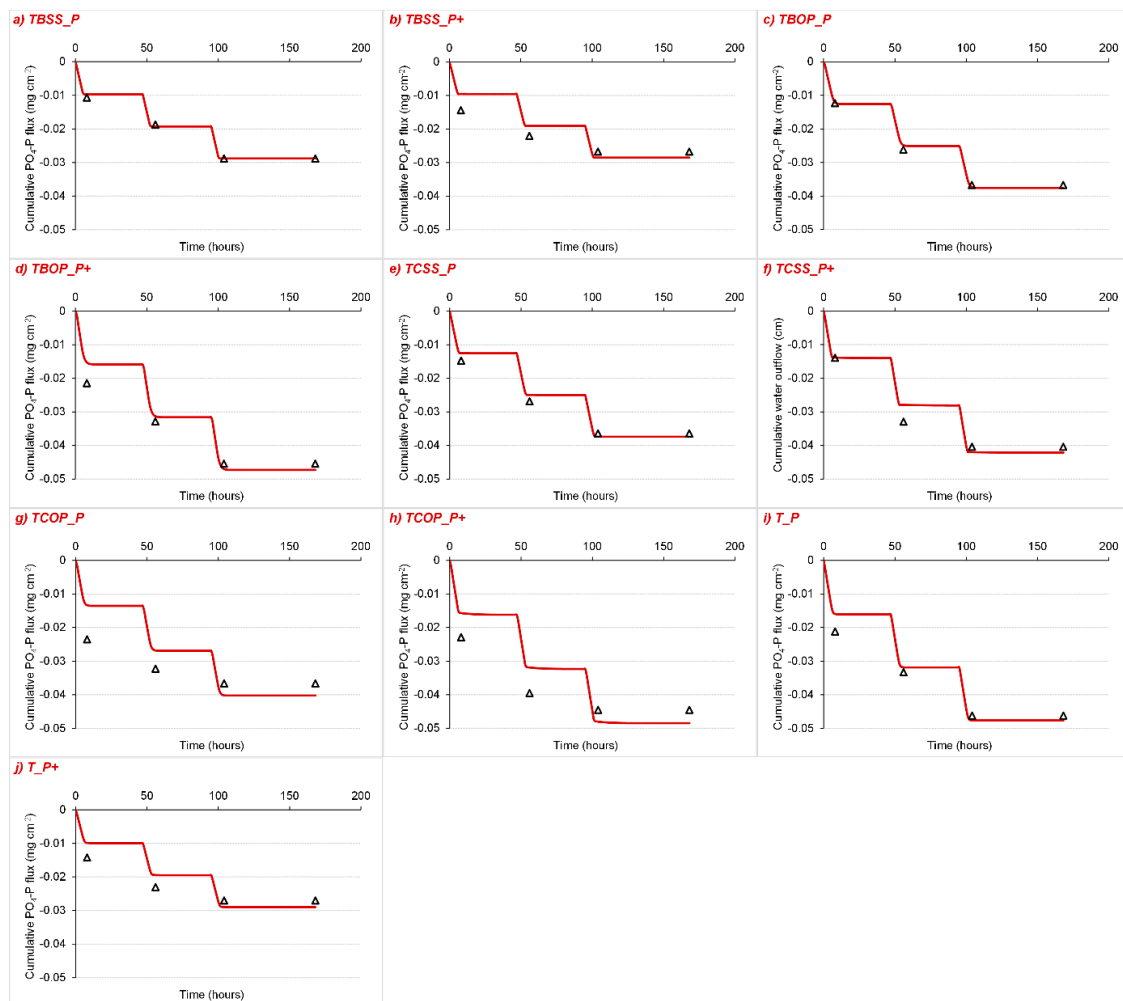 a) TBSS_P
0 50 100 150 200
0
-0.01
-0.02
-0.03
-0.04
-0.05
Cumulative PO₄-P flux (mg cm⁻²)
Time (hours)
b) TBSS_P+
0 50 100 150 200
0
-0.01
-0.02
-0.03
-0.04
-0.05
Cumulative PO₄-P flux (mg cm⁻²)
Time (hours)
c) TBOP_P
0 50 100 150 200
0
-0.01
-0.02
-0.03
-0.04
-0.05
Cumulative PO₄-P flux (mg cm⁻²)
Time (hours)
d) TBOP_P+
0 50 100 150 200
0
-0.01
-0.02
-0.03
-0.04
-0.05
Cumulative PO₄-P flux (mg cm⁻²)
Time (hours)
e) TCSS_P
0 50 100 150 200
0
-0.01
-0.02
-0.03
-0.04
-0.05
Cumulative PO₄-P flux (mg cm⁻²)
Time (hours)
f) TCSS_P+
0 50 100 150 200
0
-0.01
-0.02
-0.03
-0.04
-0.05
Cumulative water outflow (cm)
Time (hours)
g) TCOP_P
0 50 100 150 200
0
-0.01
-0.02
-0.03
-0.04
-0.05
Cumulative PO₄-P flux (mg cm⁻²)
Time (hours)
h) TCOP_P+
0 50 100 150 200
0
-0.01
-0.02
-0.03
-0.04
-0.05
Cumulative PO₄-P flux (mg cm⁻²)
Time (hours)
i) T_P
0 50 100 150 200
0
-0.01
-0.02
-0.03
-0.04
-0.05
Cumulative PO₄-P flux (mg cm⁻²)
Time (hours)
j) T_P+
0 50 100 150 200
0
-0.01
-0.02
-0.03
-0.04
-0.05
Cumulative PO₄-P flux (mg cm⁻²)
Time (hours)